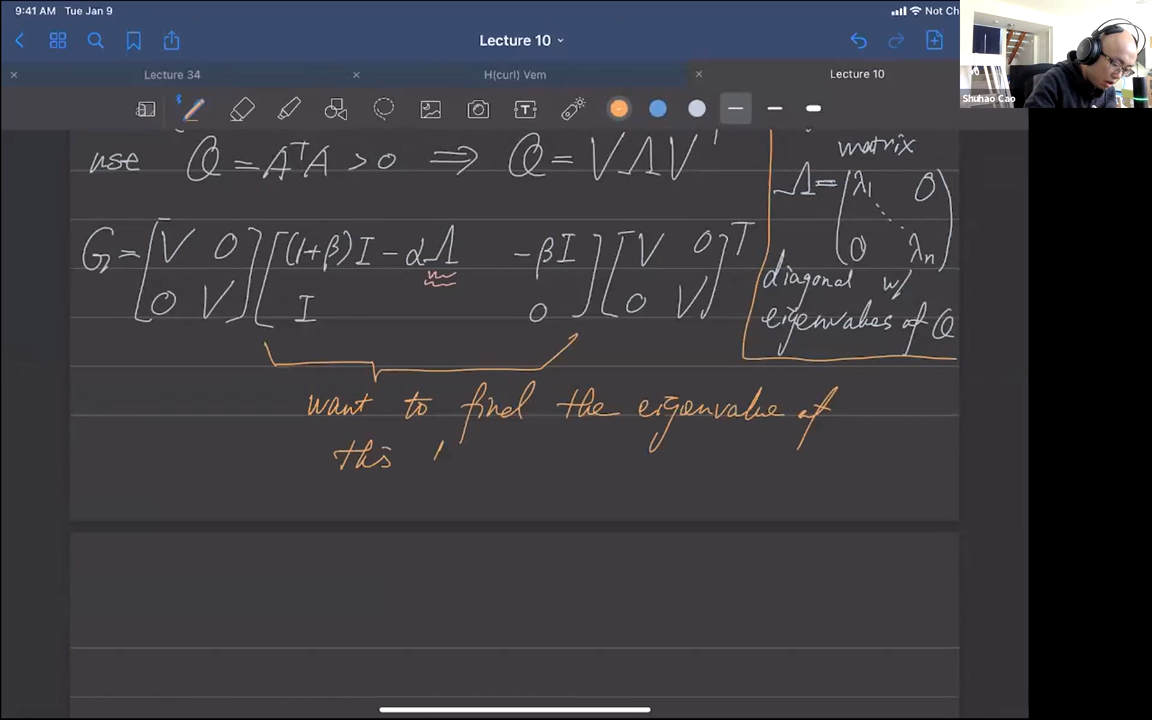 9:41 AM Tue Jan 9
Not Ch
Lecture 10
Lecture 34
H(curl) Vem
Lecture 10
Shuhao Cao
use Q = AᵀA > 0 ⟹ Q = VΛV
matrix
Λ = (λ₁ 0
0 λₙ)
diagonal w/
eigenvalues of Q
G = [V 0] [(1+β)I − αΛ −βI] [V 0]ᵀ
[0 V] [I 0] [0 V]
want to find the eigenvalue of
this